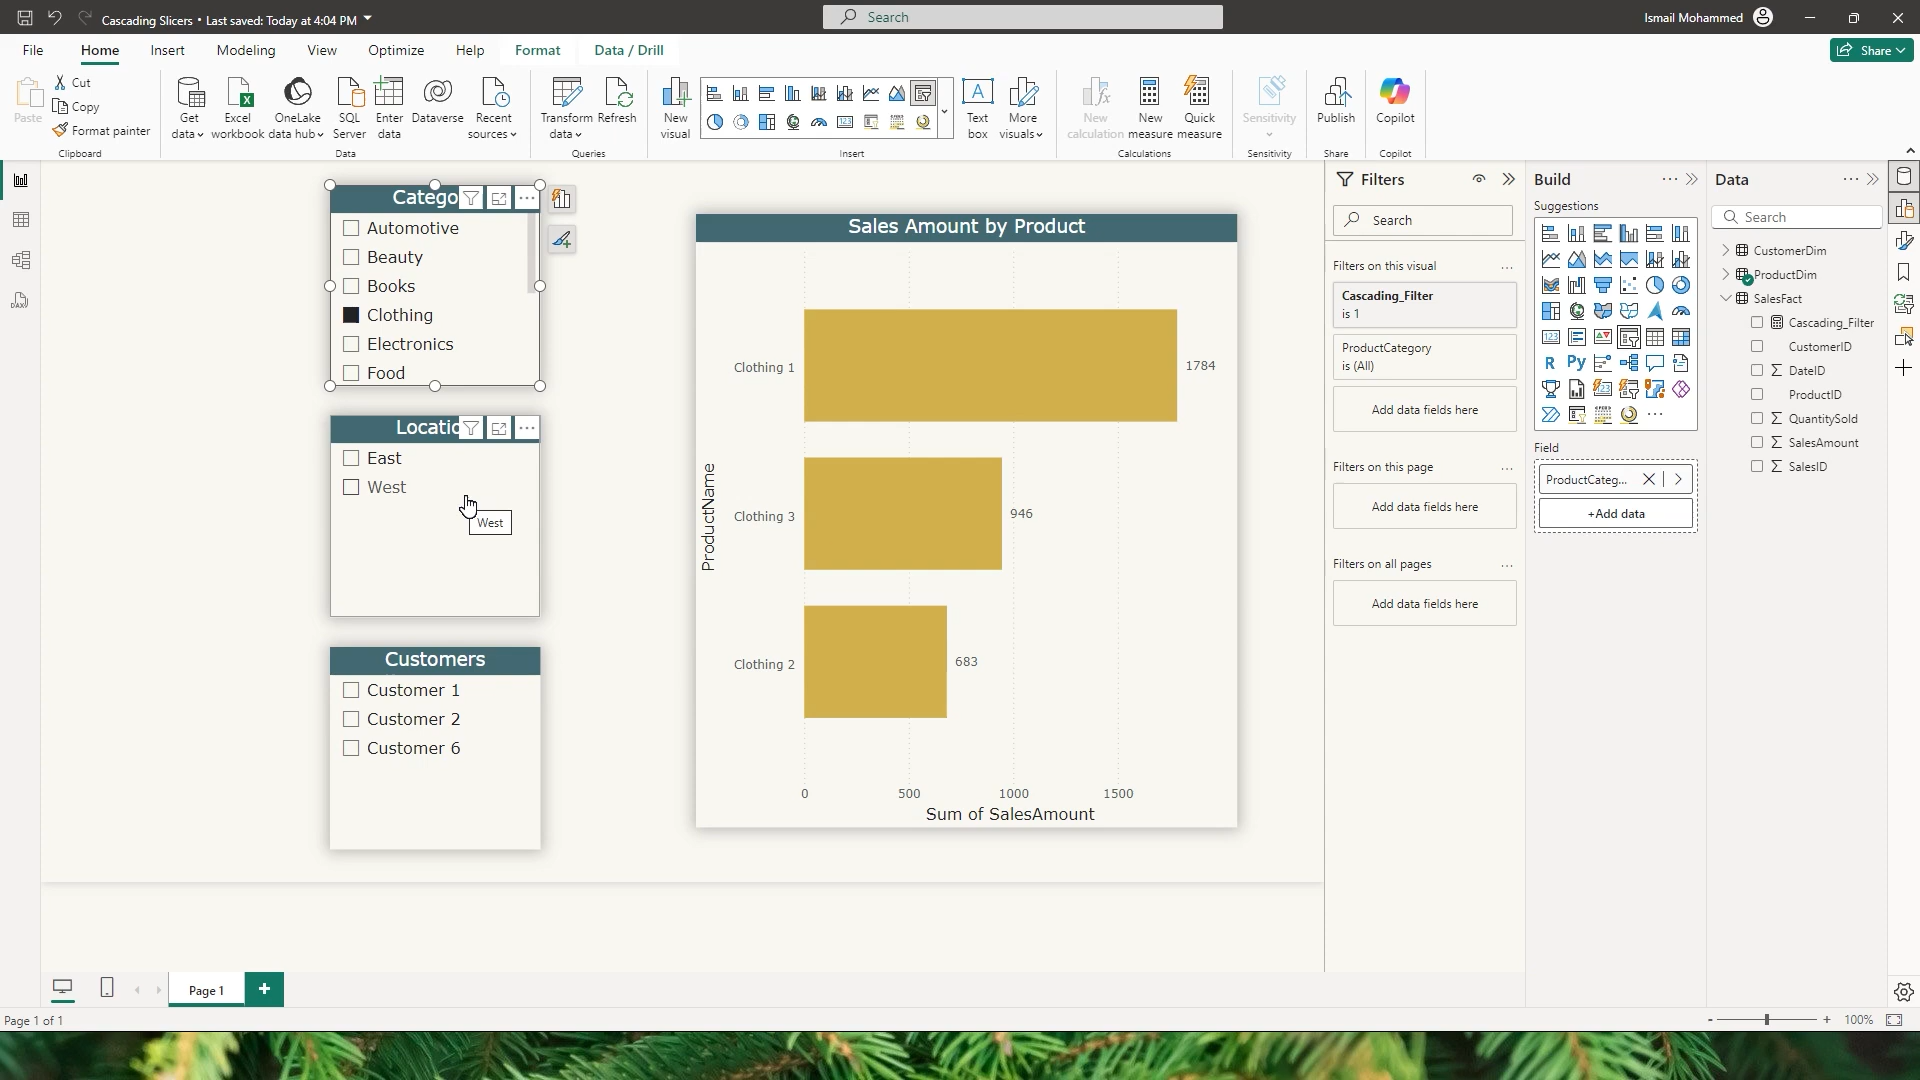 Cascading Slicers • Last saved: Today at 4:04 PM
Search
Ismail Mohammed
File
Home
Insert
Modeling
View
Optimize
Help
Format
Data / Drill
Share
Paste
Cut
Copy
Format painter
Clipboard
Get data
Excel workbook
OneLake data hub
SQL Server
Enter data
Dataverse
Recent sources
Data
Transform data
Refresh
Queries
New visual
Text box
More visuals
Insert
New calculation
New measure
Quick measure
Calculations
Sensitivity
Sensitivity
Publish
Share
Copilot
Copilot
Catego
Automotive
Beauty
Books
Clothing
Electronics
Food
Locatio
East
West
West
Customers
Customer 1
Customer 2
Customer 6
Sales Amount by Product
ProductName
Clothing 1
1784
Clothing 3
946
Clothing 2
683
0
500
1000
1500
Sum of SalesAmount
Filters
Search
Filters on this visual
Cascading_Filter
is 1
ProductCategory
is (All)
Add data fields here
Filters on this page
Add data fields here
Filters on all pages
Add data fields here
Build
Suggestions
Field
ProductCateg...
+Add data
Data
Search
CustomerDim
ProductDim
SalesFact
Cascading_Filter
CustomerID
DateID
ProductID
QuantitySold
SalesAmount
SalesID
Page 1
Page 1 of 1
- + 100%